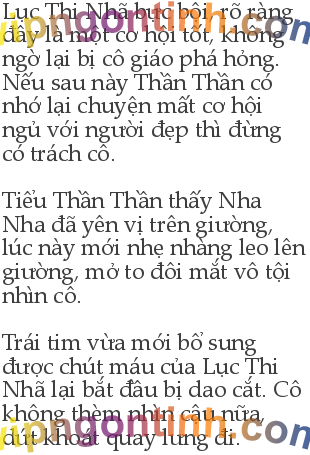 Lục Thi Nhã bực bội, rõ ràng
đây là một cơ hội tốt, không
ngờ lại bị cô giáo phá hỏng.
Nếu sau này Thần Thần có
nhớ lại chuyện mất cơ hội
ngủ với người đẹp thì đừng
có trách cô.
Tiểu Thần Thần thấy Nha
Nha đã yên vị trên giường,
lúc này mới nhẹ nhàng leo lên
giường, mở to đôi mắt vô tội
nhìn cô.
Trái tim vừa mới bổ sung
được chút máu của Lục Thi
Nhã lại bắt đầu bị dao cắt. Cô
không thèm nhìn cậu nữa,
dứt khoát quay lưng đi.
vipngontinh.com
vipngontinh.com